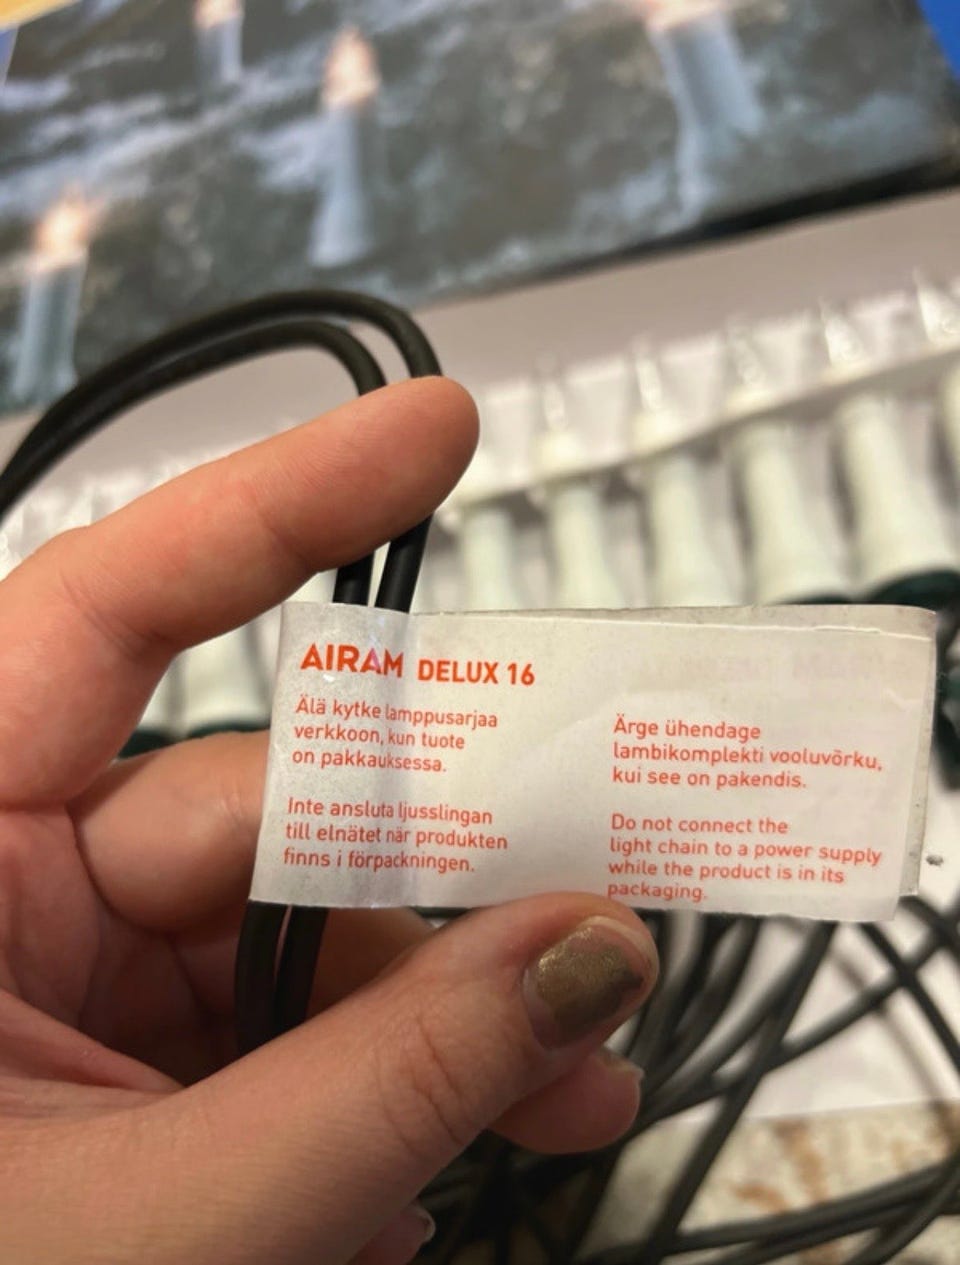 AIRAM DELUX 16
Älä kytke lamppusarjaa
verkkoon, kun tuote
on pakkauksessa.
Inte ansluta ljusslingan
till elnätet när produkten
finns i förpackningen.
Ärge ühendage
lambikomplekti vooluvõrku,
kui see on pakendis.
Do not connect the
light chain to a power supply
while the product is in its
packaging.